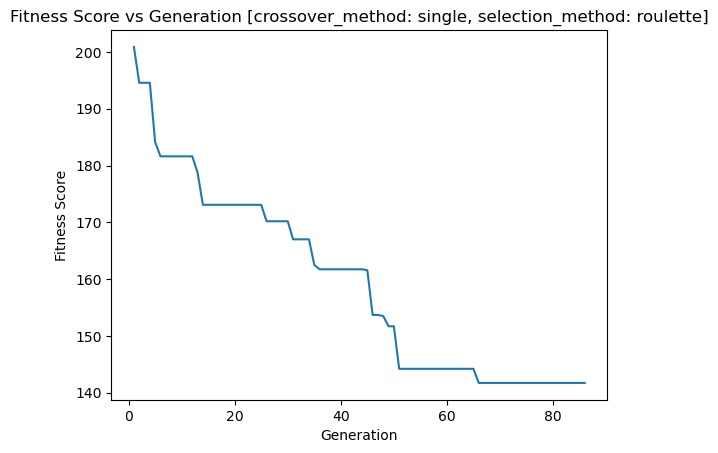 Fitness Score vs Generation [crossover_method: single, selection_method: roulette]
200
190
180
170
160
150
140
Fitness Score
0 20 40 60 80
Generation